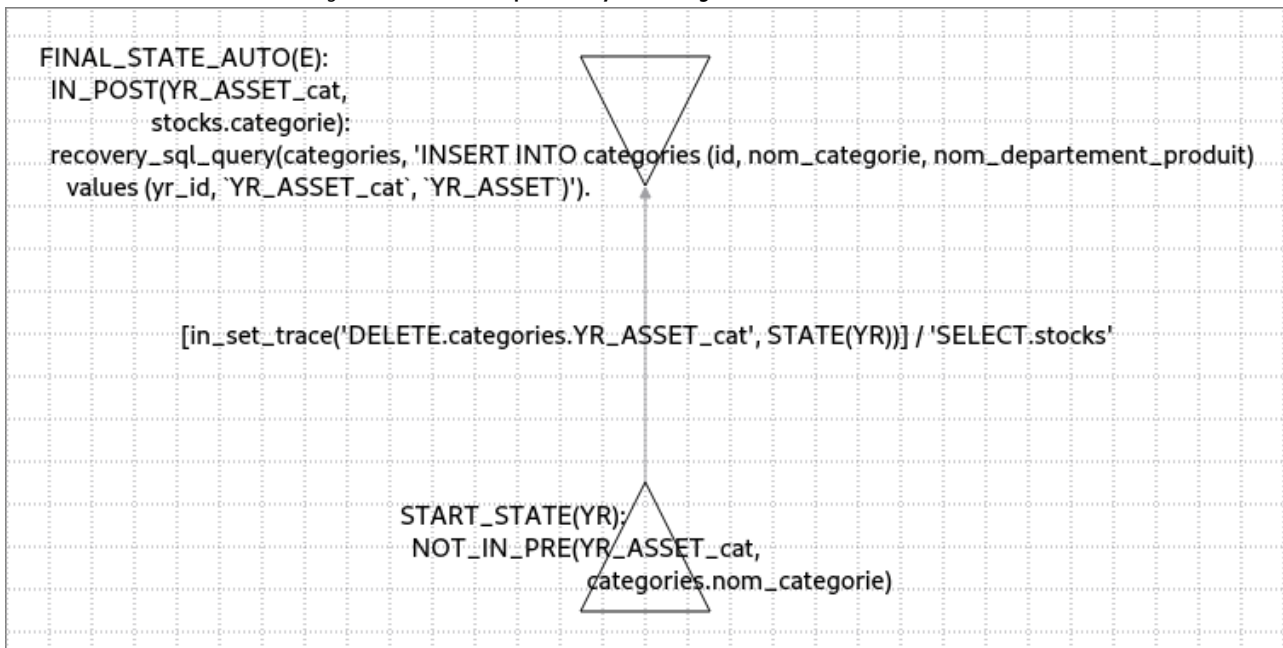 FINAL_STATE_AUTO(E):
IN_POST(YR_ASSET_cat,
stocks.categorie):
recovery_sql_query(categories, 'INSERT INTO categories (id, nom_categorie, nom_departement_produit)
values (yr_id, `YR_ASSET_cat`, `YR_ASSET`)').
[in_set_trace('DELETE.categories.YR_ASSET_cat', STATE(YR))] / 'SELECT.stocks'
START_STATE(YR):
NOT_IN_PRE(YR_ASSET_cat,
categories.nom_categorie)